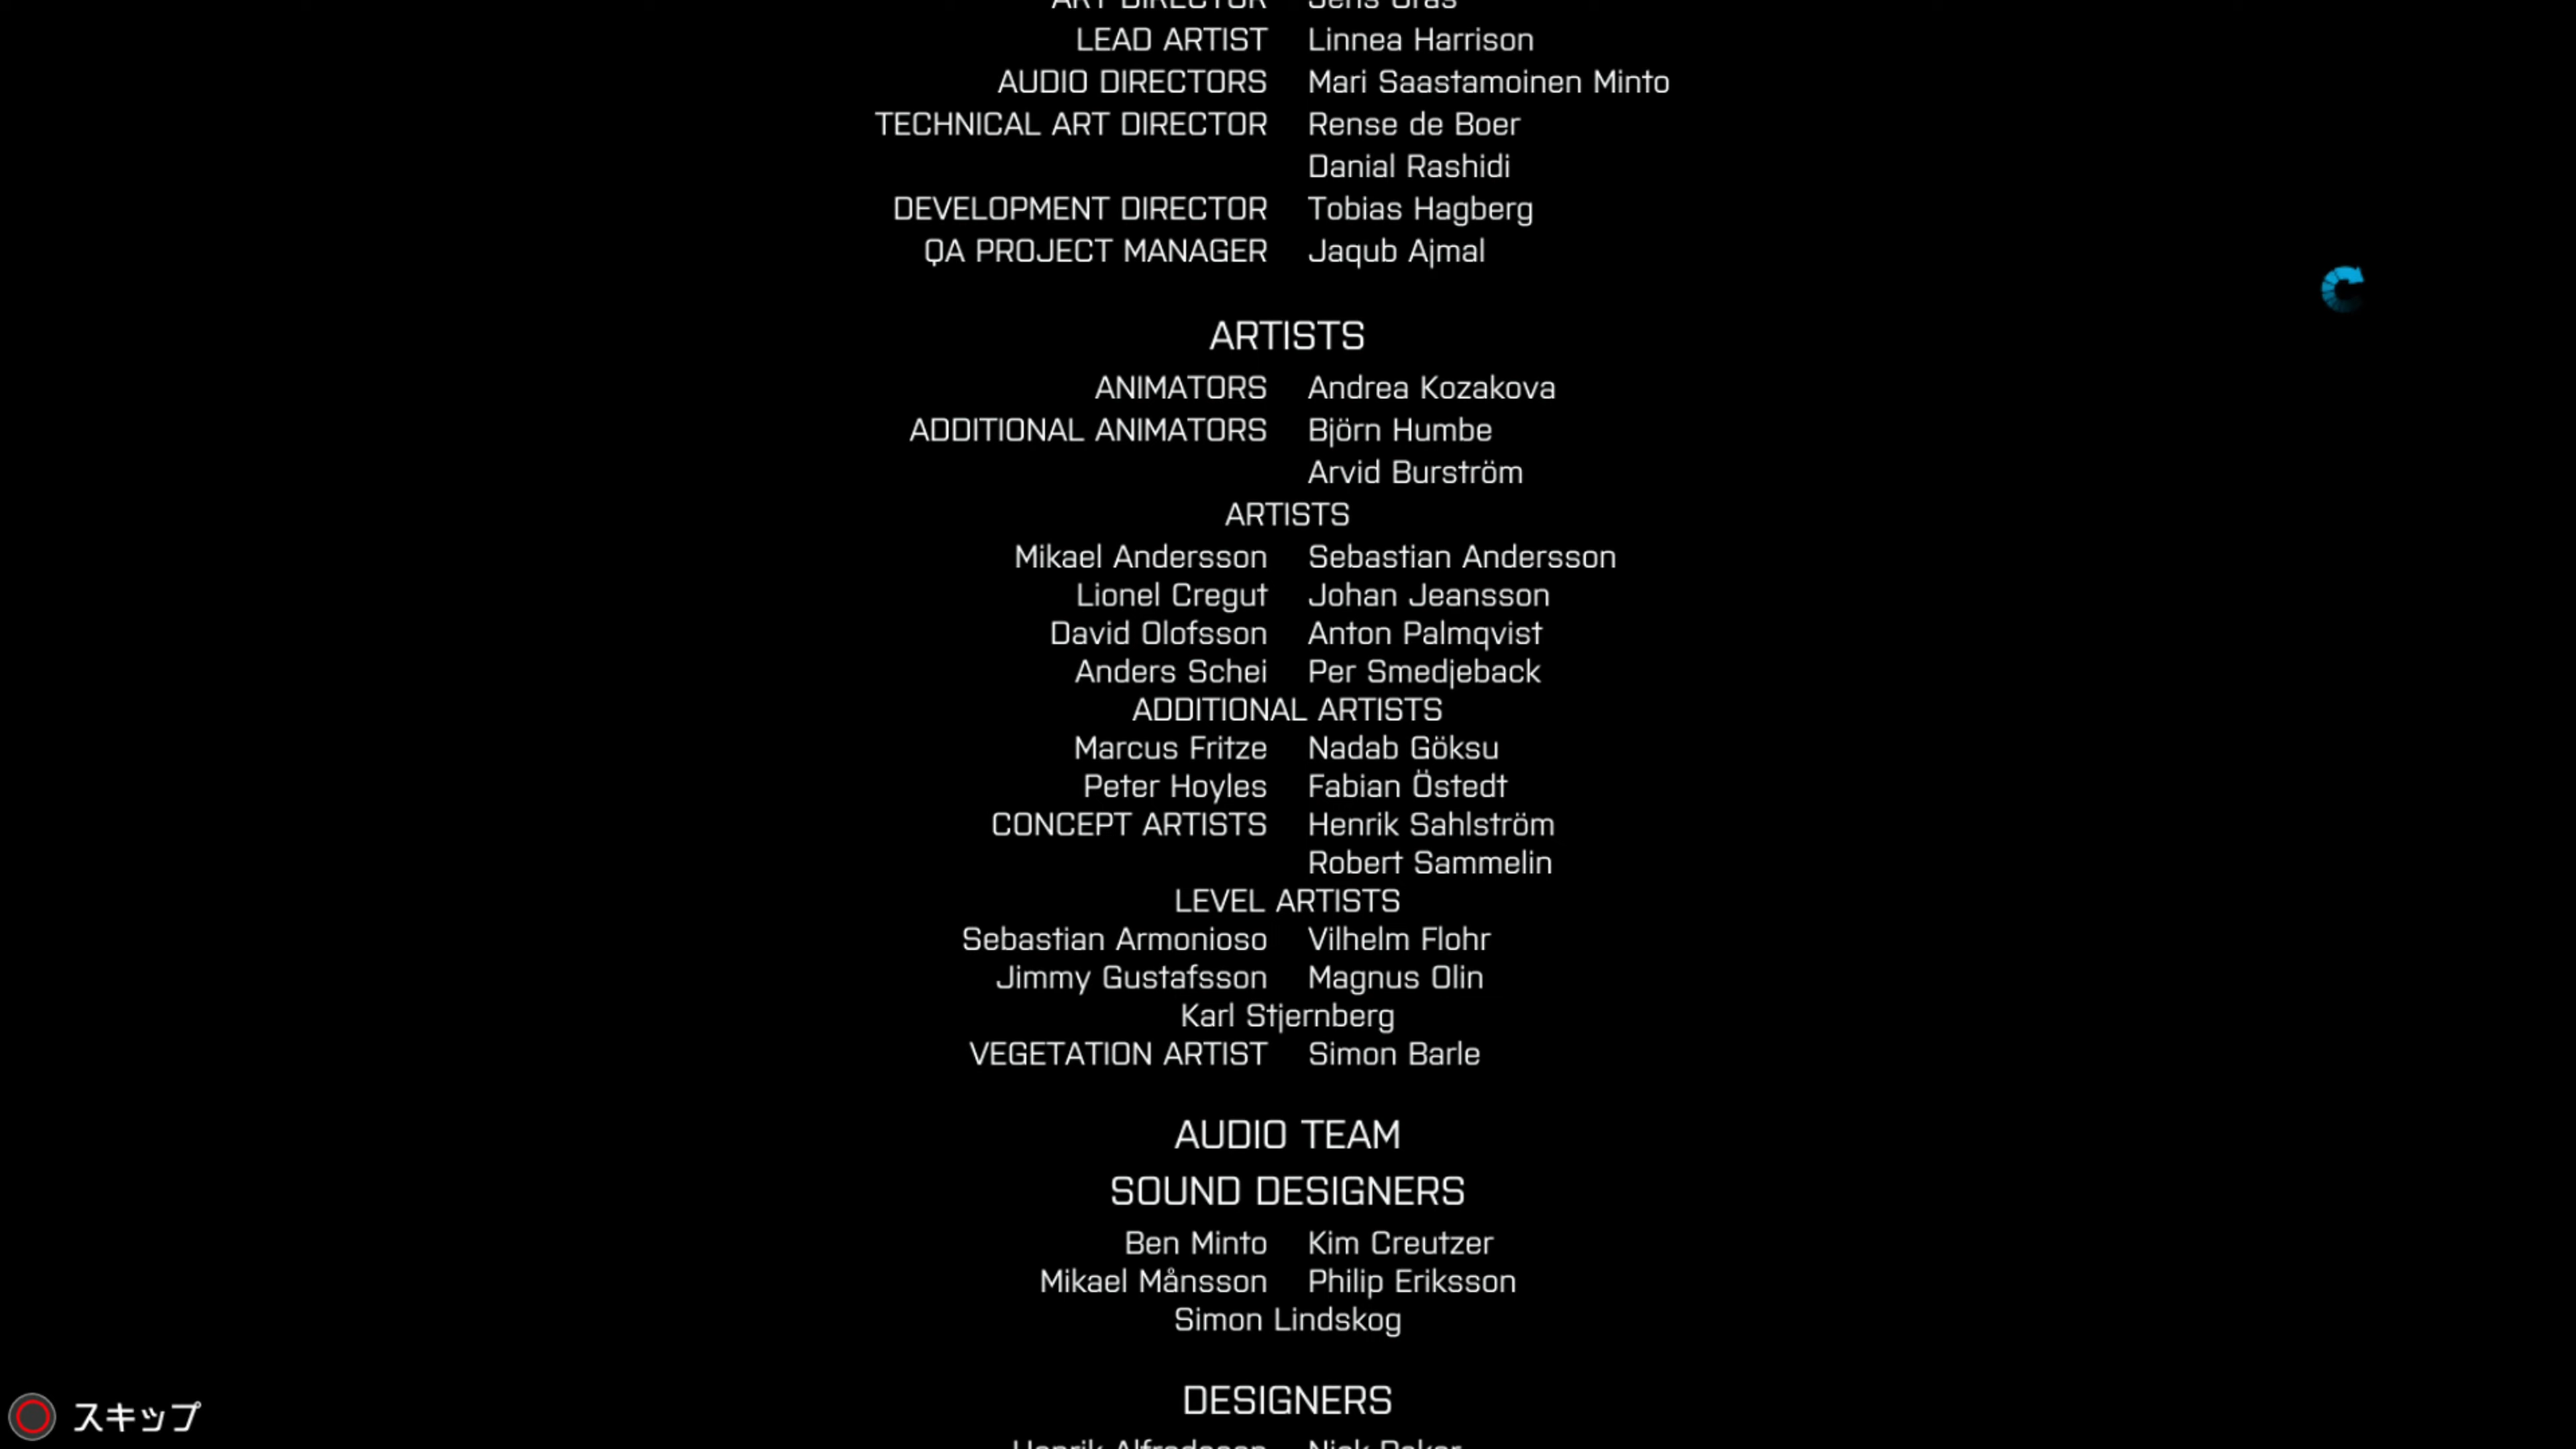 ART DIRECTOR
LEAD ARTIST Linnea Harrison
AUDIO DIRECTORS Mari Saastamoinen Minto
TECHNICAL ART DIRECTOR Rense de Boer
Danial Rashidi
DEVELOPMENT DIRECTOR Tobias Hagberg
QA PROJECT MANAGER Jaqub Ajmal
ARTISTS
ANIMATORS Andrea Kozakova
ADDITIONAL ANIMATORS Björn Humbe
Arvid Burström
ARTISTS
Mikael Andersson Sebastian Andersson
Lionel Cregut Johan Jeansson
David Olofsson Anton Palmqvist
Anders Schei Per Smedjeback
ADDITIONAL ARTISTS
Marcus Fritze Nadab Göksu
Peter Hoyles Fabian Östedt
CONCEPT ARTISTS Henrik Sahlström
Robert Sammelin
LEVEL ARTISTS
Sebastian Armonioso Vilhelm Flohr
Jimmy Gustafsson Magnus Olin
Karl Stjernberg
VEGETATION ARTIST Simon Barle
AUDIO TEAM
SOUND DESIGNERS
Ben Minto Kim Creutzer
Mikael Månsson Philip Eriksson
Simon Lindskog
DESIGNERS
スキップ